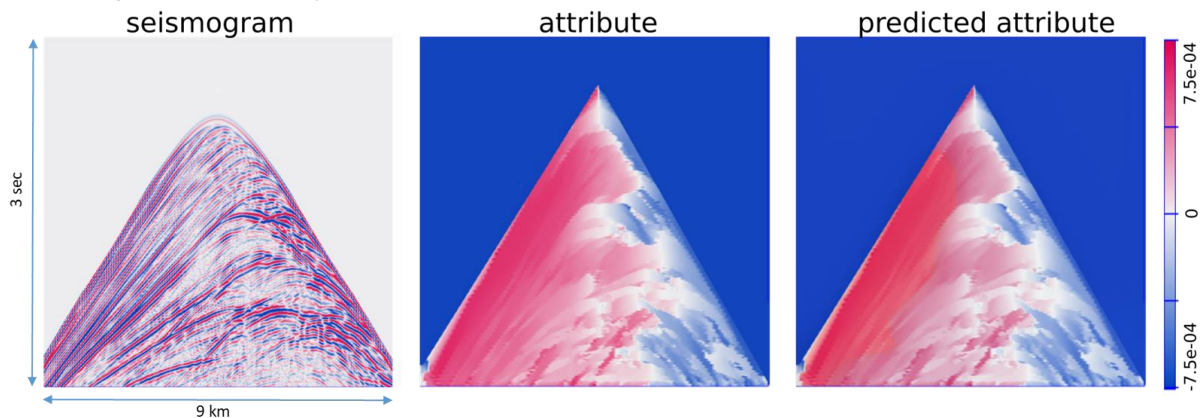 seismogram
attribute
predicted attribute
3 sec
9 km
7.5e-04
0
-7.5e-04